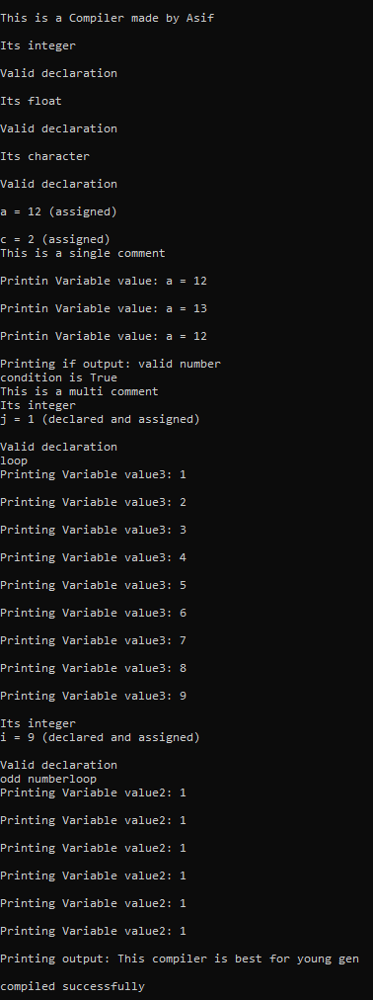 This is a Compiler made by Asif
Its integer
Valid declaration
Its float
Valid declaration
Its character
Valid declaration
a = 12 (assigned)
c = 2 (assigned)
This is a single comment
Printin Variable value: a = 12
Printin Variable value: a = 13
Printin Variable value: a = 12
Printing if output: valid number
condition is True
This is a multi comment
Its integer
j = 1 (declared and assigned)
Valid declaration
loop
Printing Variable value3: 1
Printing Variable value3: 2
Printing Variable value3: 3
Printing Variable value3: 4
Printing Variable value3: 5
Printing Variable value3: 6
Printing Variable value3: 7
Printing Variable value3: 8
Printing Variable value3: 9
Its integer
i = 9 (declared and assigned)
Valid declaration
odd numberloop
Printing Variable value2: 1
Printing Variable value2: 1
Printing Variable value2: 1
Printing Variable value2: 1
Printing Variable value2: 1
Printing Variable value2: 1
Printing output: This compiler is best for young gen
compiled successfully